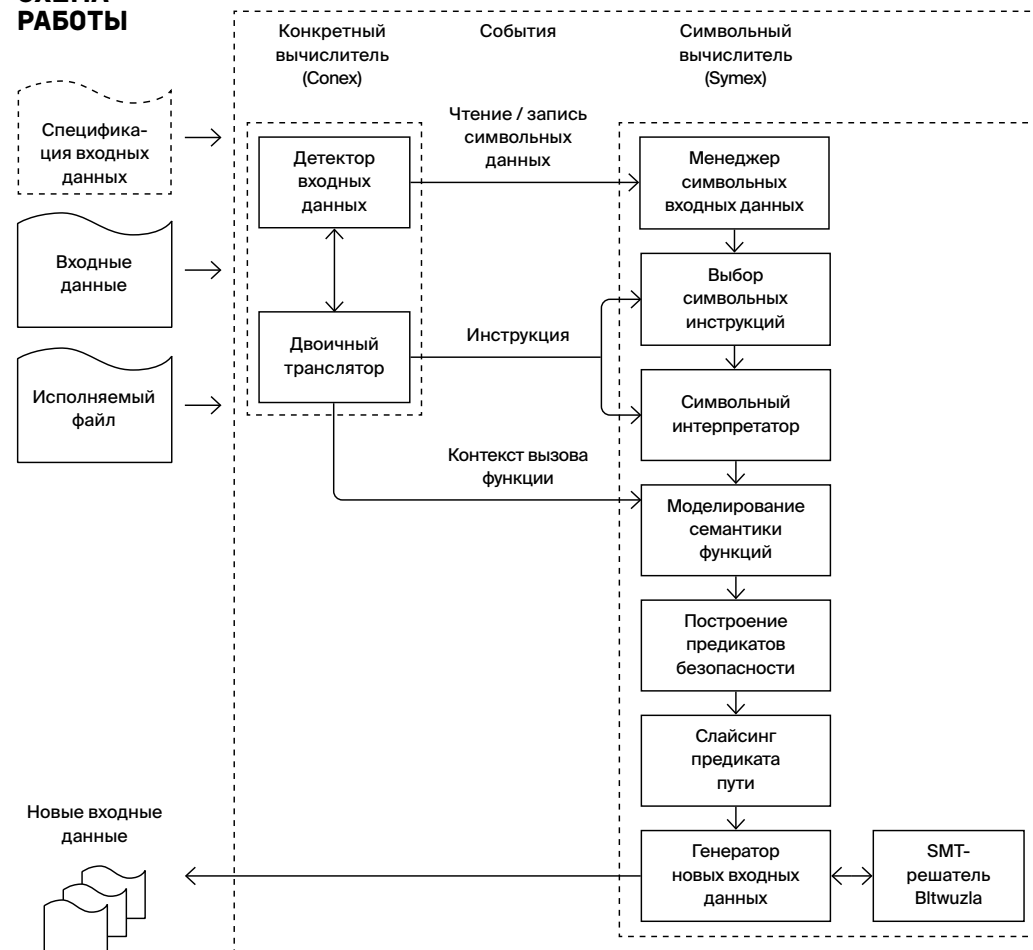 РАБОТЫ
Конкретный
вычислитель
(Conex)
События
Символьный
вычислитель
(Symex)
Специфика-
ция входных
данных
Входные
данные
Исполняемый
файл
Детектор
входных
данных
Двоичный
транслятор
Чтение / запись
символьных
данных
Инструкция
Контекст вызова
функции
Менеджер
символьных
входных данных
Выбор
символьных
инструкций
Символьный
интерпретатор
Моделирование
семантики
функций
Построение
предикатов
безопасности
Слайсинг
предиката
пути
Генератор
новых входных
данных
SMT-
решатель
Bltwuzla
Новые входные
данные